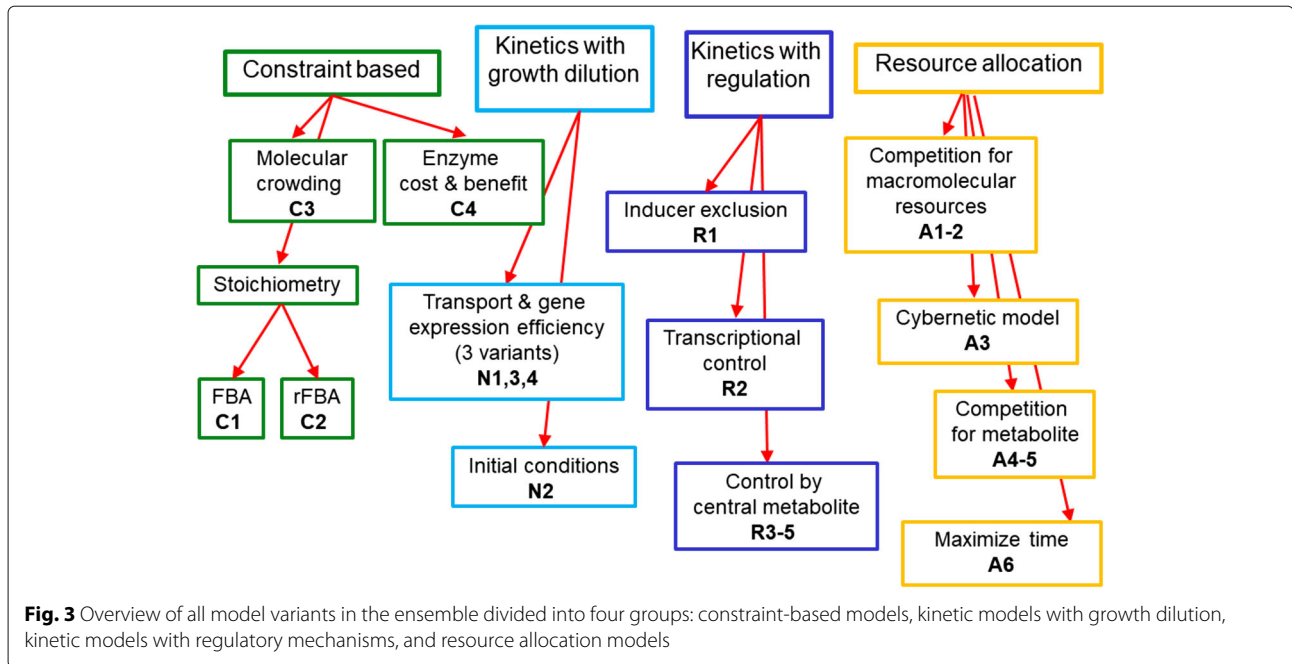 Constraint based
Molecular
crowding
C3
Enzyme
cost & benefit
C4
Stoichiometry
FBA
C1
rFBA
C2
Kinetics with
growth dilution
Transport & gene
expression efficiency
(3 variants)
N1,3,4
Initial conditions
N2
Kinetics with
regulation
Inducer exclusion
R1
Transcriptional
control
R2
Control by
central metabolite
R3-5
Resource allocation
Competition for
macromolecular
resources
A1-2
Cybernetic model
A3
Competition
for metabolite
A4-5
Maximize time
A6
Fig. 3 Overview of all model variants in the ensemble divided into four groups: constraint-based models, kinetic models with growth dilution,
kinetic models with regulatory mechanisms, and resource allocation models